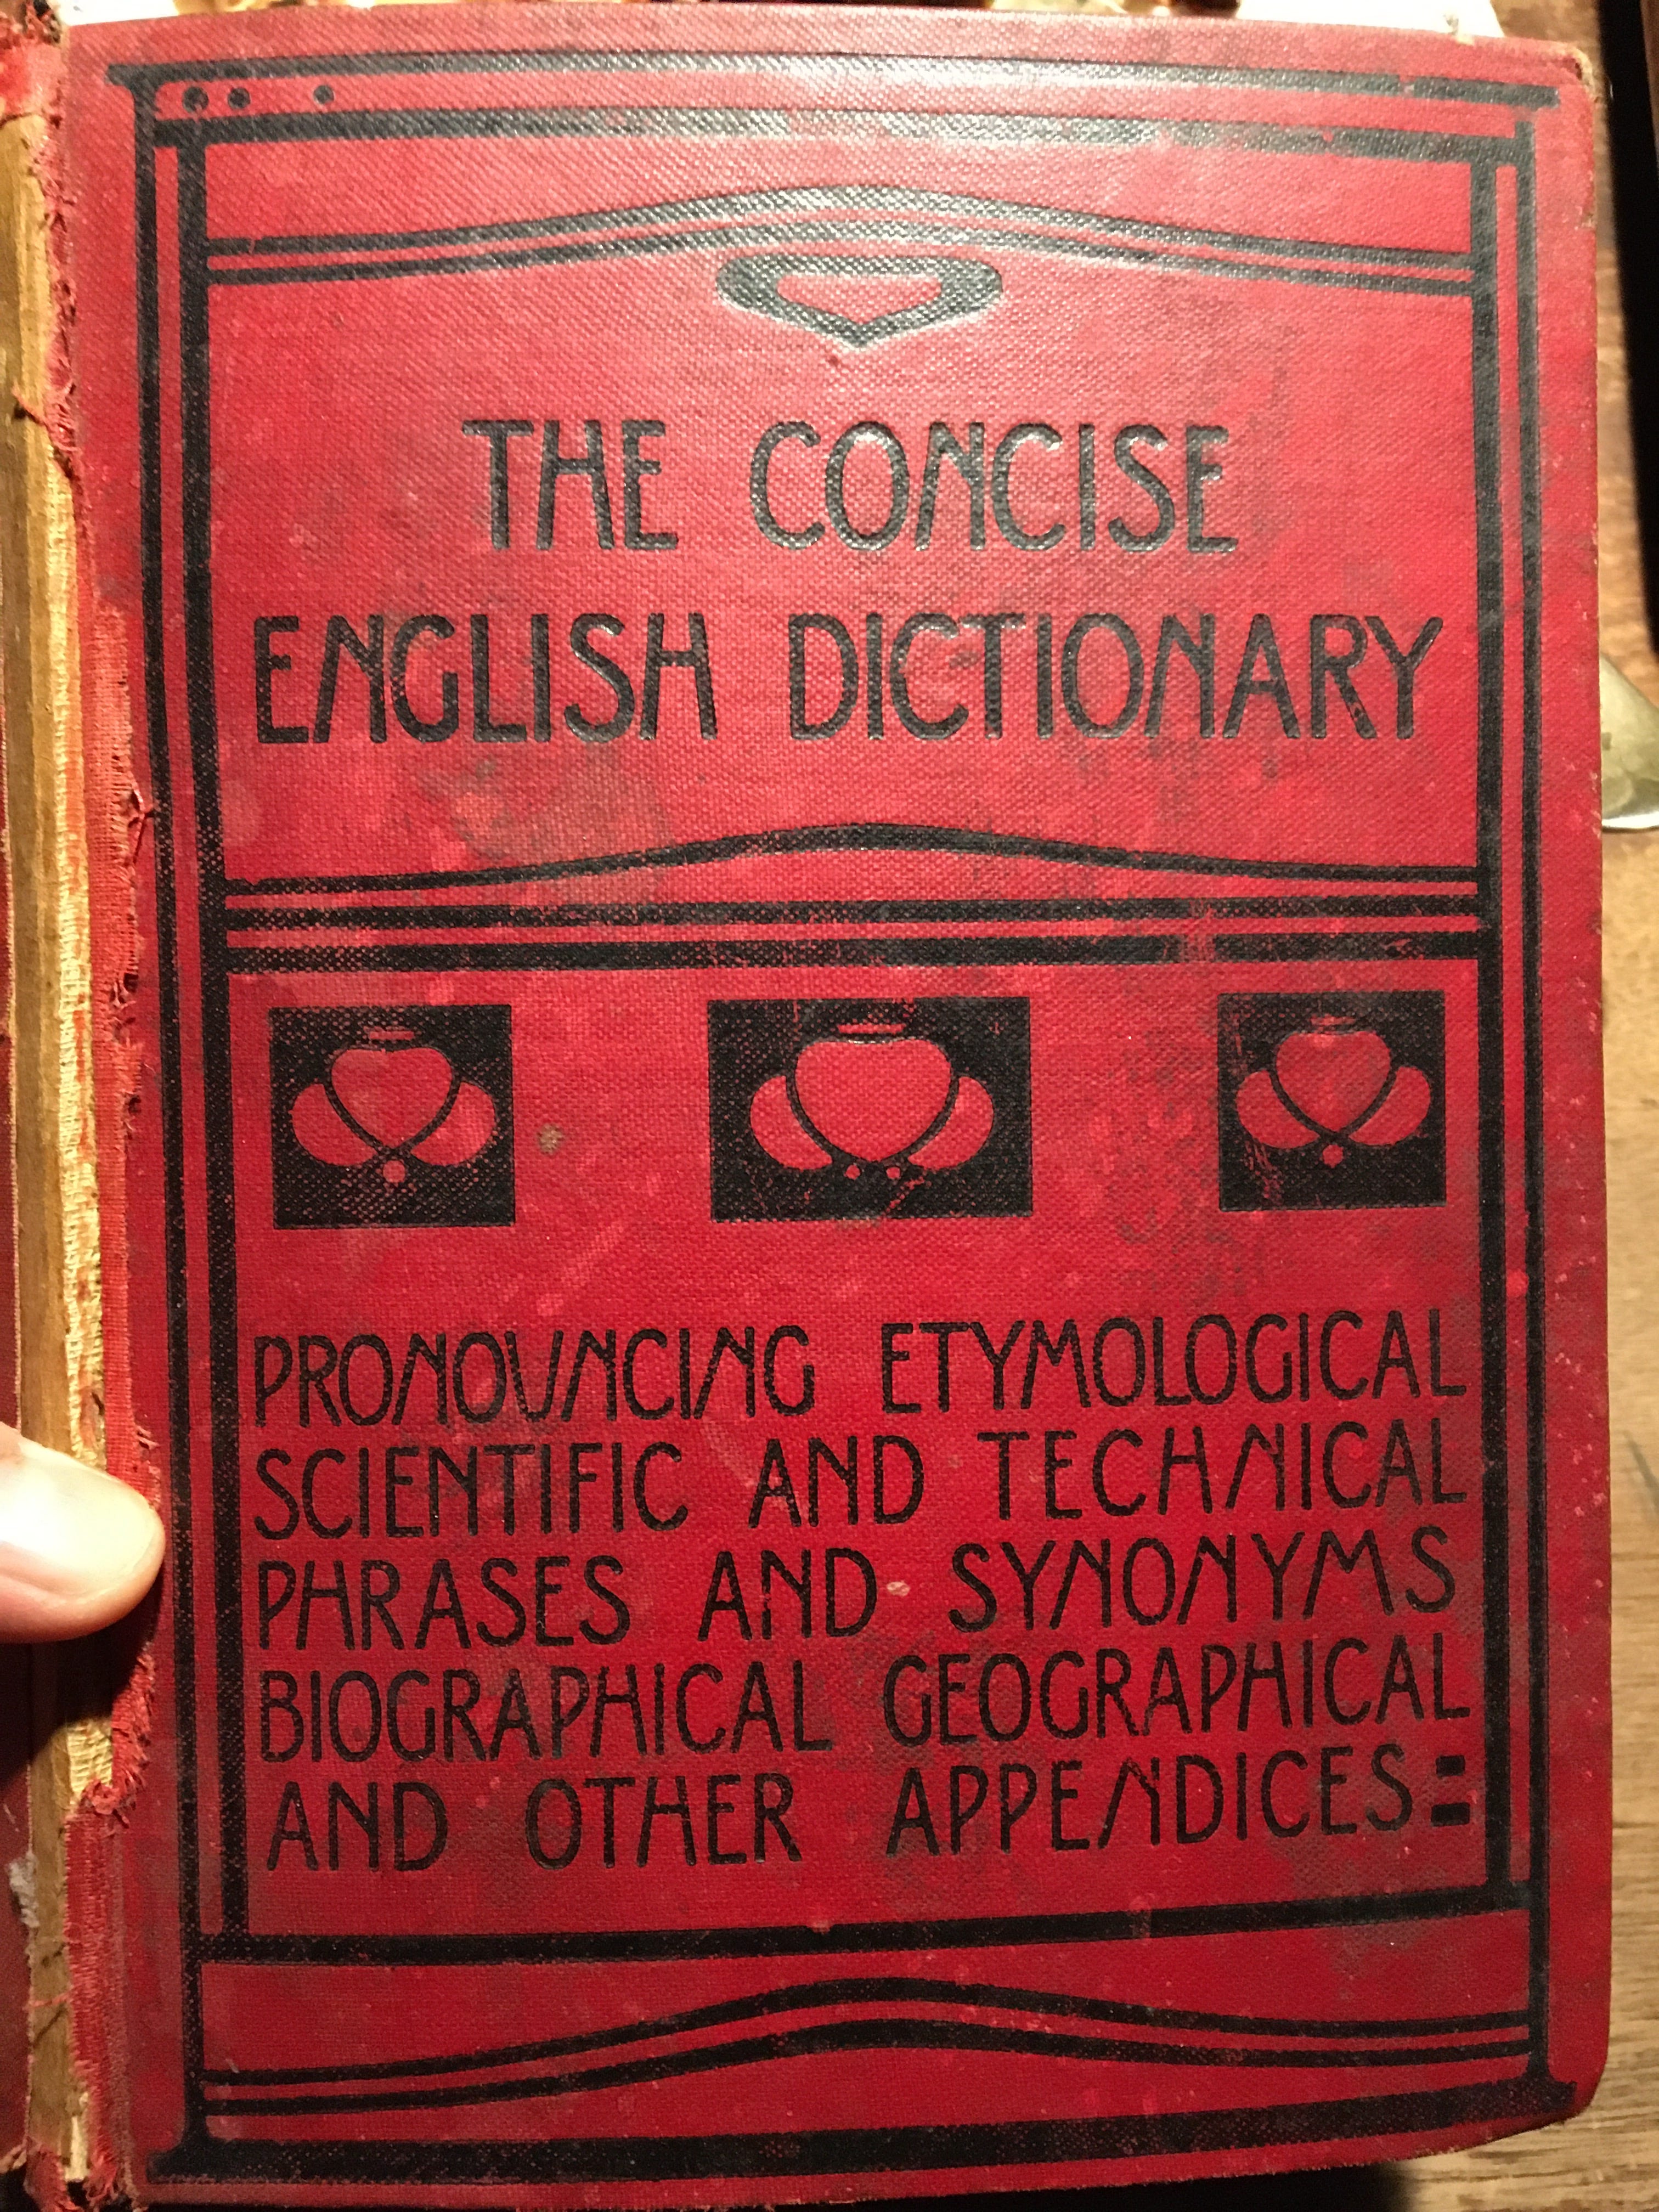 THE CONCISE
ENGLISH DICTIONARY
PRONOUNCING ETYMOLOGICAL
SCIENTIFIC AND TECHNICAL
PHRASES AND SYNONYMS
BIOGRAPHICAL GEOGRAPHICAL
AND OTHER APPENDICES